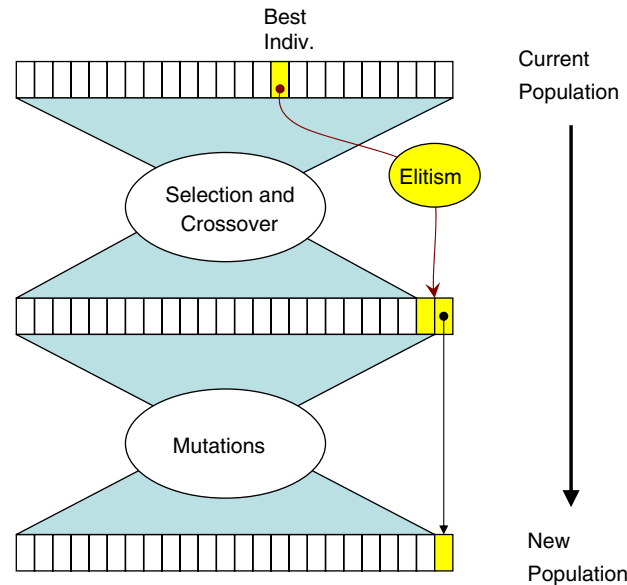 Best
Indiv.
Current
Population
Elitism
Selection and
Crossover
Mutations
New
Population